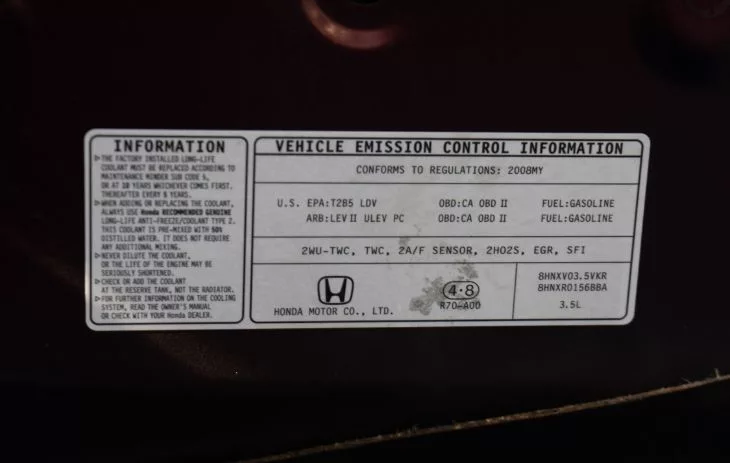 INFORMATION
▷THE FACTORY INSTALLED LONG-LIFE
COOLANT MUST BE REPLACED ACCORDING TO
MAINTENANCE MINDER SUB CODE 5,
OR AT 10 YEARS WHICHEVER COMES FIRST.
THEREAFTER EVERY 5 YEARS.
▷WHEN ADDING OR REPLACING THE COOLANT,
ALWAYS USE Honda RECOMMENDED GENUINE
LONG-LIFE ANTI-FREEZE/COOLANT TYPE 2.
THIS COOLANT IS PRE-MIXED WITH 50%
DISTILLED WATER. IT DOES NOT REQUIRE
ANY ADDITIONAL MIXING.
▷NEVER DILUTE THE COOLANT,
OR THE LIFE OF THE ENGINE MAY BE
SERIOUSLY SHORTENED.
▷CHECK OR ADD THE COOLANT
AT THE RESERVE TANK, NOT THE RADIATOR.
▷FOR FURTHER INFORMATION ON THE COOLING
SYSTEM, READ THE OWNER'S MANUAL
OR CHECK WITH YOUR Honda DEALER.
VEHICLE EMISSION CONTROL INFORMATION
CONFORMS TO REGULATIONS: 2008MY
U.S. EPA:T2B5 LDV OBD:CA OBD II FUEL:GASOLINE
ARB:LEV II ULEV PC OBD:CA OBD II FUEL:GASOLINE
2WU-TWC, TWC, 2A/F SENSOR, 2HO2S, EGR, SFI
HONDA MOTOR CO., LTD.
4·8
R70-A00
8HNXV03.5VKR
8HNXR0156BBA
3.5L